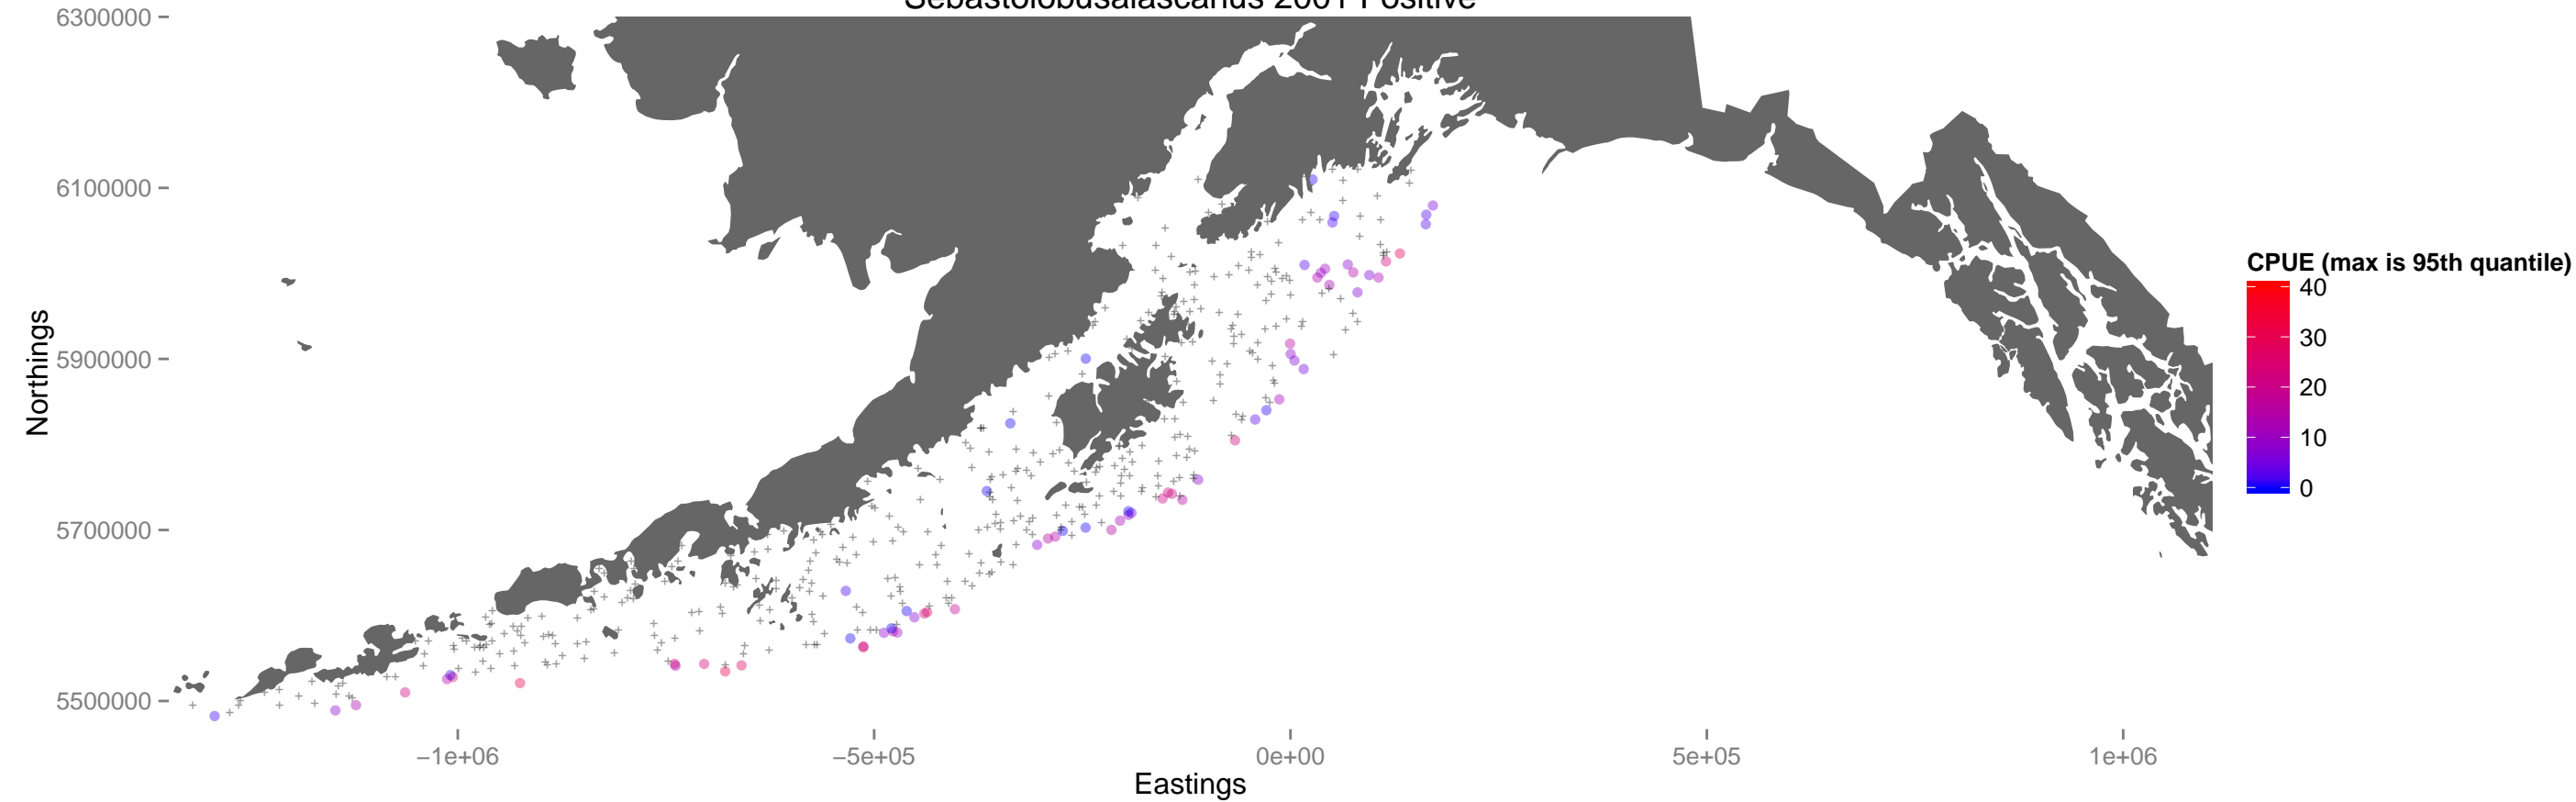 Sebastolobusalascanus 2001 Positive
6300000
6100000
5900000
5700000
5500000
Northings
−1e+06
−5e+05
0e+00
5e+05
1e+06
Eastings
CPUE (max is 95th quantile)
40
30
20
10
0